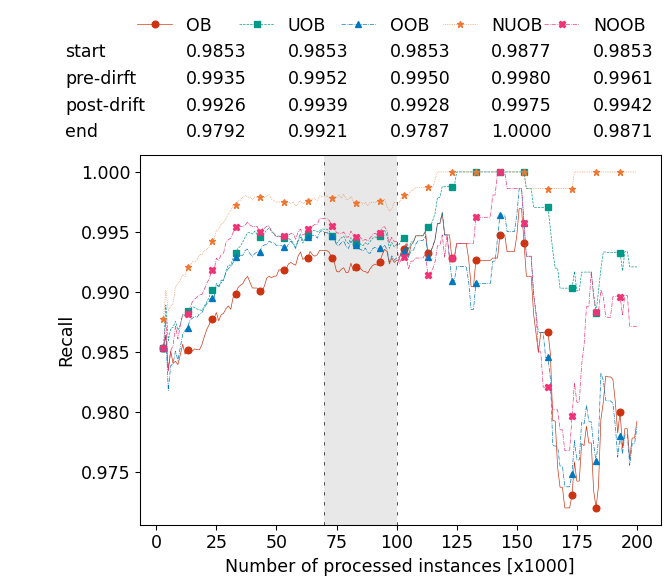 OB UOB OOB NUOB NOOB
start 0.9853 0.9853 0.9853 0.9877 0.9853
pre-dirft 0.9935 0.9952 0.9950 0.9980 0.9961
post-drift 0.9926 0.9939 0.9928 0.9975 0.9942
end 0.9792 0.9921 0.9787 1.0000 0.9871
1.000
0.995
0.990
0.985
0.980
0.975
Recall
0 25 50 75 100 125 150 175 200
Number of processed instances [x1000]